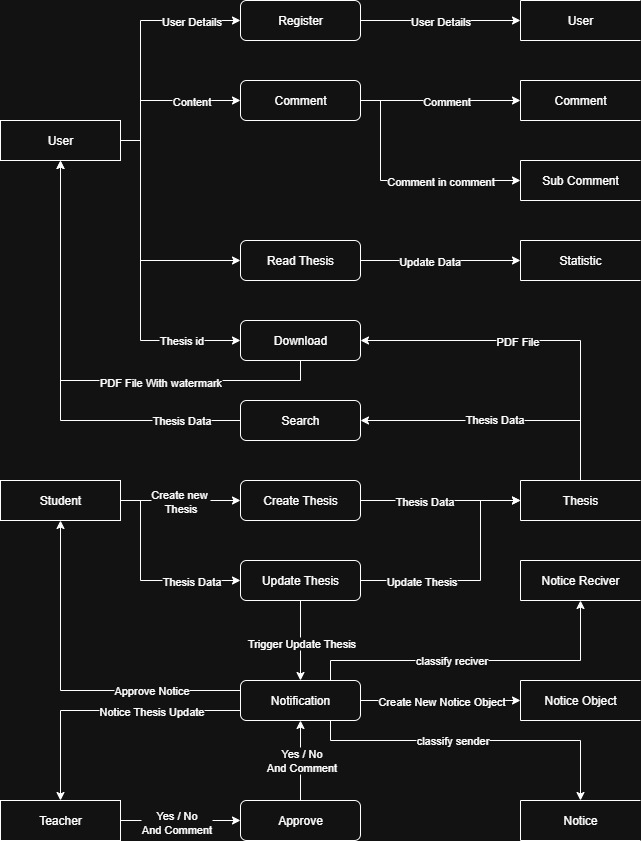 User Details
Register
User Details
User
Content
Comment
Comment
Comment
User
Comment in comment
Sub Comment
Read Thesis
Update Data
Statistic
Thesis id
Download
PDF File
PDF File With watermark
Thesis Data
Search
Thesis Data
Student
Create new
Thesis
Create Thesis
Thesis Data
Thesis
Thesis Data
Update Thesis
Update Thesis
Notice Reciver
Trigger Update Thesis
classify reciver
Approve Notice
Notification
Create New Notice Object
Notice Object
Notice Thesis Update
classify sender
Yes / No
And Comment
Teacher
Yes / No
And Comment
Approve
Notice